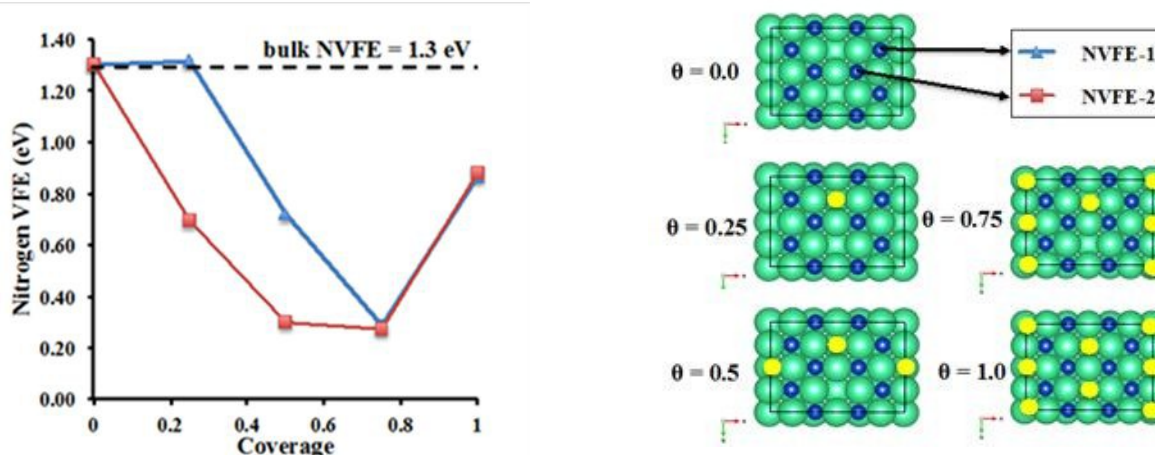 1.40
1.20
1.00
0.80
0.60
0.40
0.20
0.00
0
0.2
0.4
0.6
0.8
1
Nitrogen VFE (eV)
Coverage
bulk NVFE = 1.3 eV
θ = 0.0
NVFE-1
NVFE-2
θ = 0.25
θ = 0.75
θ = 0.5
θ = 1.0